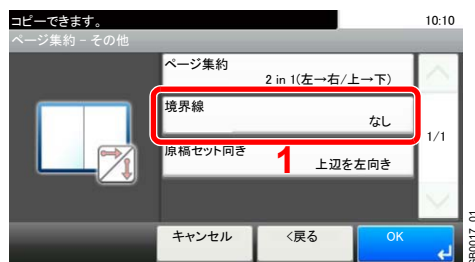 コピーできます。 10:10
ページ集約 - その他
ページ集約
2 in 1(左→右/上→下)
境界線
なし
1/1
原稿セット向き
1
上辺を左向き
キャンセル <戻る OK